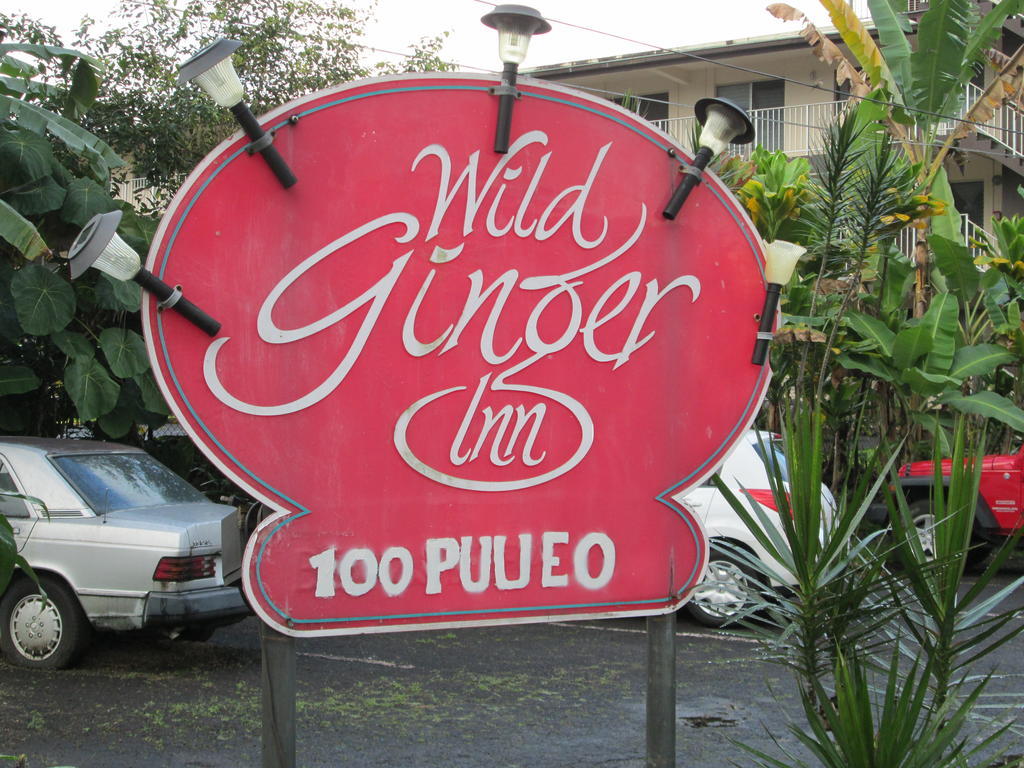 Wild
Ginger
Inn
100 PUUEO